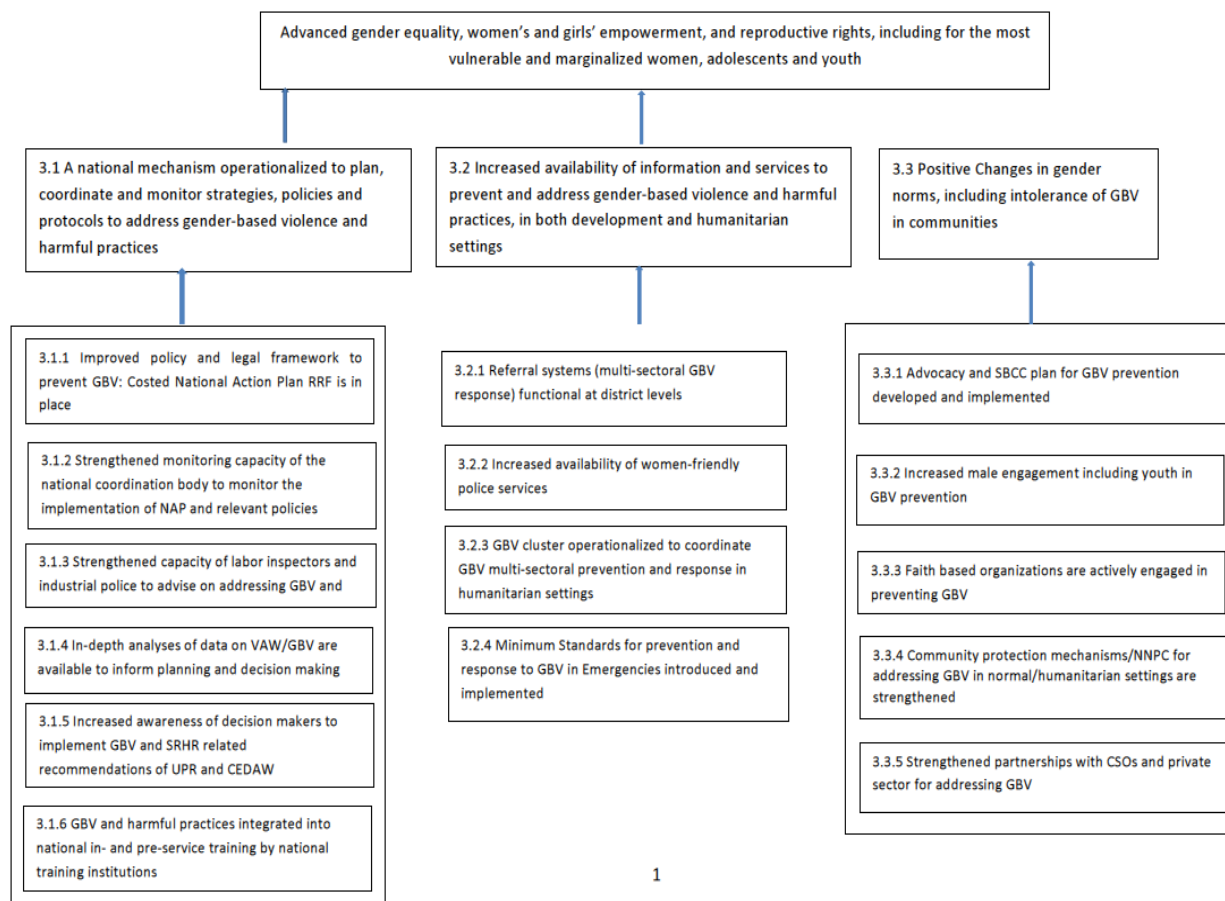 Advanced gender equality, women’s and girls’ empowerment, and reproductive rights, including for the most
vulnerable and marginalized women, adolescents and youth
3.1 A national mechanism operationalized to plan,
coordinate and monitor strategies, policies and
protocols to address gender-based violence and
harmful practices
3.2 Increased availability of information and services to
prevent and address gender-based violence and harmful
practices, in both development and humanitarian
settings
3.3 Positive Changes in gender
norms, including intolerance of GBV
in communities
3.1.1 Improved policy and legal framework to
prevent GBV: Costed National Action Plan RRF is in
place
3.1.2 Strengthened monitoring capacity of the
national coordination body to monitor the
implementation of NAP and relevant policies
3.1.3 Strengthened capacity of labor inspectors and
industrial police to advise on addressing GBV and
3.1.4 In-depth analyses of data on VAW/GBV are
available to inform planning and decision making
3.1.5 Increased awareness of decision makers to
implement GBV and SRHR related
recommendations of UPR and CEDAW
3.1.6 GBV and harmful practices integrated into
national in- and pre-service training by national
training institutions
3.2.1 Referral systems (multi-sectoral GBV
response) functional at district levels
3.2.2 Increased availability of women-friendly
police services
3.2.3 GBV cluster operationalized to coordinate
GBV multi-sectoral prevention and response in
humanitarian settings
3.2.4 Minimum Standards for prevention and
response to GBV in Emergencies introduced and
implemented
3.3.1 Advocacy and SBCC plan for GBV prevention
developed and implemented
3.3.2 Increased male engagement including youth in
GBV prevention
3.3.3 Faith based organizations are actively engaged in
preventing GBV
3.3.4 Community protection mechanisms/NNPC for
addressing GBV in normal/humanitarian settings are
strengthened
3.3.5 Strengthened partnerships with CSOs and private
sector for addressing GBV
1